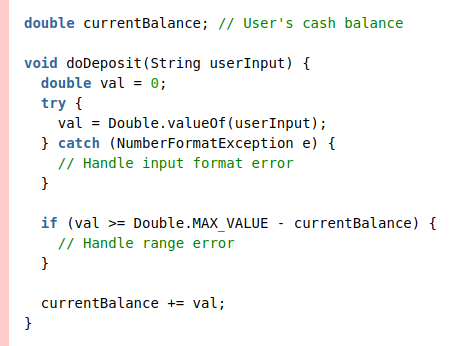 double currentBalance; // User's cash balance

void doDeposit(String userInput) {
  double val = 0;
  try {
    val = Double.valueOf(userInput);
  } catch (NumberFormatException e) {
    // Handle input format error
  }

  if (val >= Double.MAX_VALUE - currentBalance) {
    // Handle range error
  }

  currentBalance += val;
}